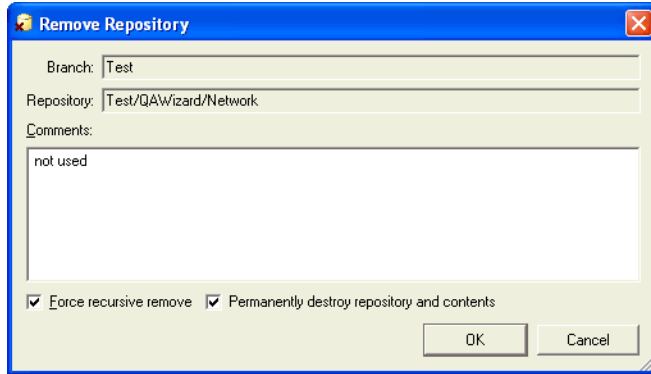 Remove Repository
Branch: Test
Repository: Test/QAWizard/Network
Comments:
not used
Force recursive remove Permanently destroy repository and contents
OK Cancel